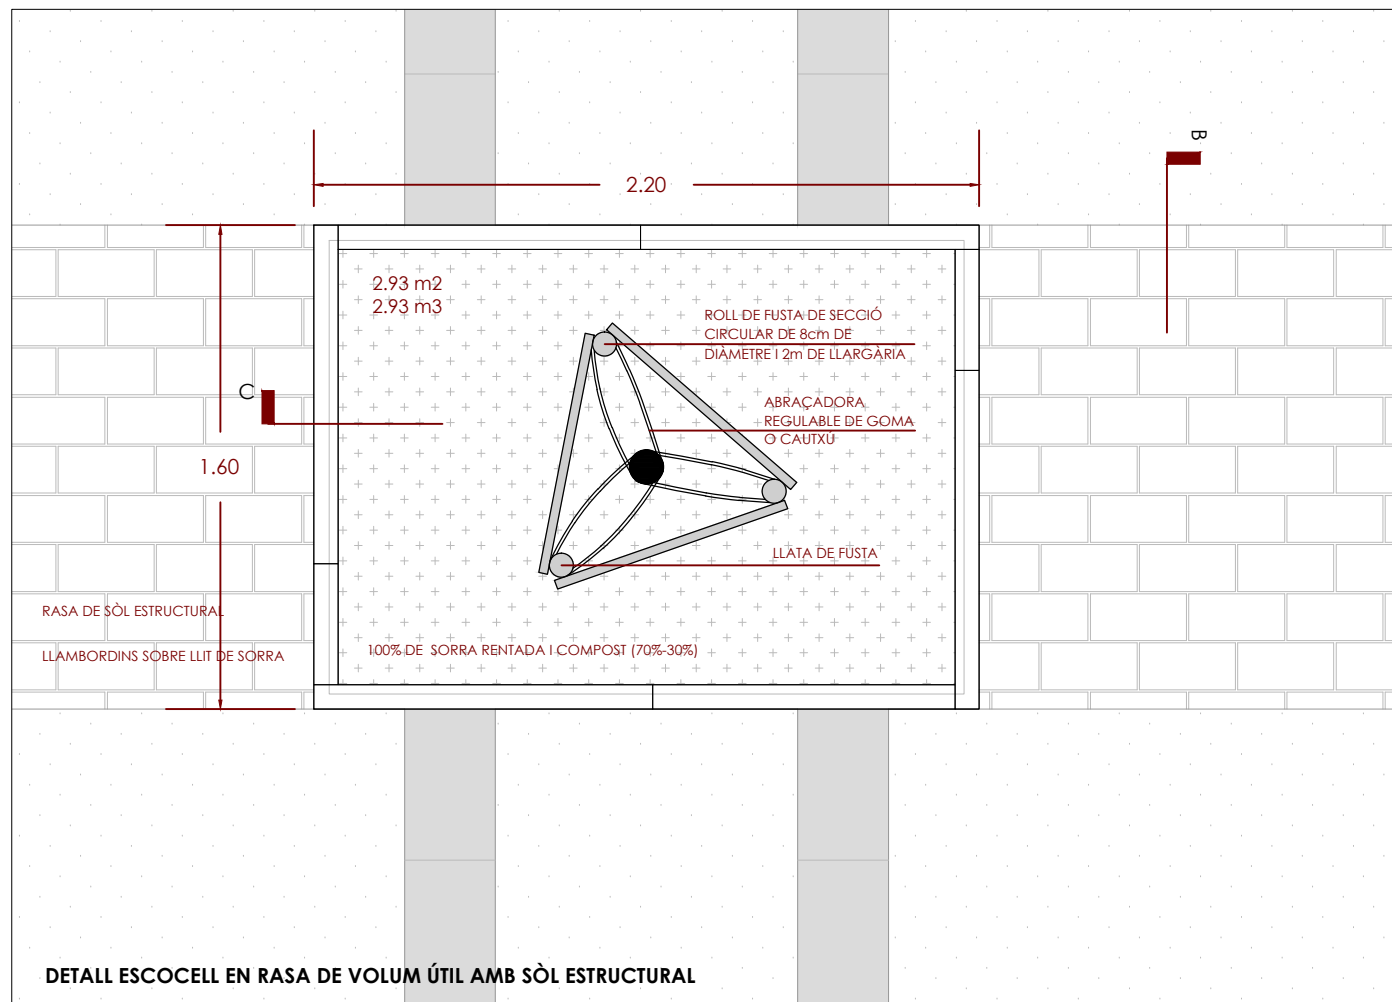 B
2.20
2.93 m2
2.93 m3
ROLL DE FUSTA DE SECCIÓ
CIRCULAR DE 8cm DE
DIÀMETRE I 2m DE LLARGÀRIA
C
ABRAÇADORA
REGULABLE DE GOMA
O CAUTXÚ
1.60
LLATA DE FUSTA
RASA DE SÒL ESTRUCTURAL
LLAMBORDINS SOBRE LLIT DE SORRA
100% DE SORRA RENTADA I COMPOST (70%-30%)
DETALL ESCOCELL EN RASA DE VOLUM ÚTIL AMB SÒL ESTRUCTURAL